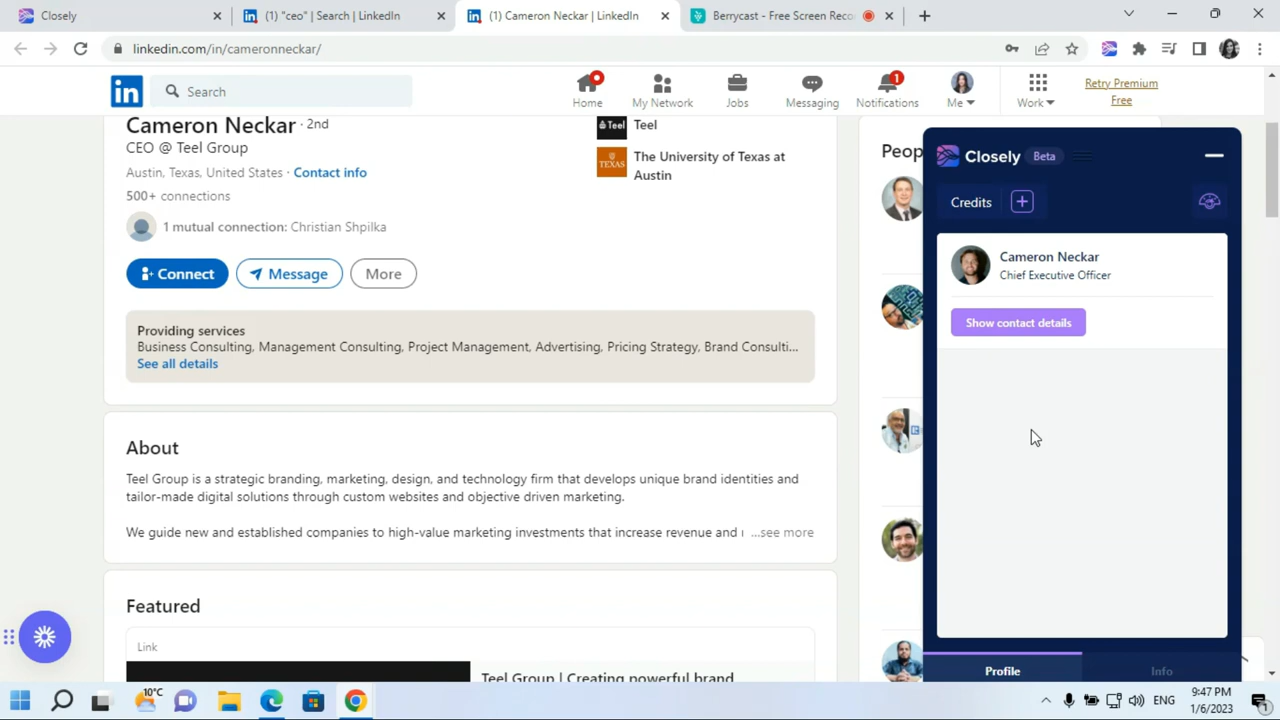 Closely
"ceo" | Search | LinkedIn
(1) Cameron Neckar | LinkedIn
Berrycast - Free Screen Reco
linkedin.com/in/cameronneckar/
in
Search
Home
My Network
Jobs
Messaging
1
Notifications
Me
Work
Retry Premium
Free
Cameron Neckar · 2nd
CEO @ Teel Group
Austin, Texas, United States · Contact info
500+ connections
1 mutual connection: Christian Shpilka
Connect
Message
More
Teel
Teel
TEXAS
The University of Texas at
Austin
Providing services
Business Consulting, Management Consulting, Project Management, Advertising, Pricing Strategy, Brand Consulti...
See all details
About
Teel Group is a strategic branding, marketing, design, and technology firm that develops unique brand identities and
tailor-made digital solutions through custom websites and objective driven marketing.
We guide new and established companies to high-value marketing investments that increase revenue and
...see more
Featured
Link
Teel Group | Creating powerful brand
Peop
Closely Beta
Credits
Cameron Neckar
Chief Executive Officer
Show contact details
Profile
Info
10°C
ENG
9:47 PM
1/6/2023
1